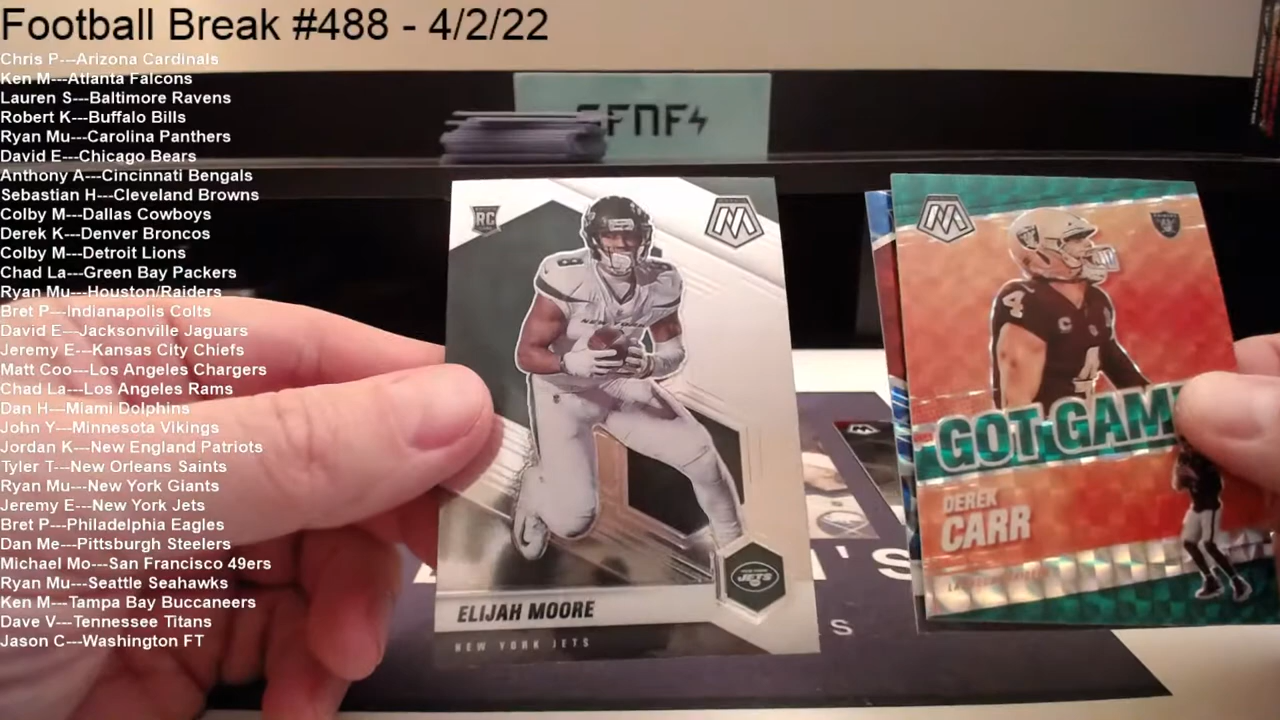 Football Break #488 - 4/2/22
Chris P---Arizona Cardinals
Ken M---Atlanta Falcons
Lauren S---Baltimore Ravens
Robert K---Buffalo Bills
Ryan Mu---Carolina Panthers
David E---Chicago Bears
Anthony A---Cincinnati Bengals
Sebastian H---Cleveland Browns
Colby M---Dallas Cowboys
Derek K---Denver Broncos
Colby M---Detroit Lions
Chad La---Green Bay Packers
Ryan Mu---Houston/Raiders
Bret P---Indianapolis Colts
David E---Jacksonville Jaguars
Jeremy E---Kansas City Chiefs
Matt Coo---Los Angeles Chargers
Chad La---Los Angeles Rams
Dan H---Miami Dolphins
John Y---Minnesota Vikings
Jordan K---New England Patriots
Tyler T---New Orleans Saints
Ryan Mu---New York Giants
Jeremy E---New York Jets
Bret P---Philadelphia Eagles
Dan Me---Pittsburgh Steelers
Michael Mo---San Francisco 49ers
Ryan Mu---Seattle Seahawks
Ken M---Tampa Bay Buccaneers
Dave V---Tennessee Titans
Jason C---Washington FT
RC
M
JETS
ELIJAH MOORE
NEW YORK JETS
M
4
C
4
GOT GAM
DEREK
CARR